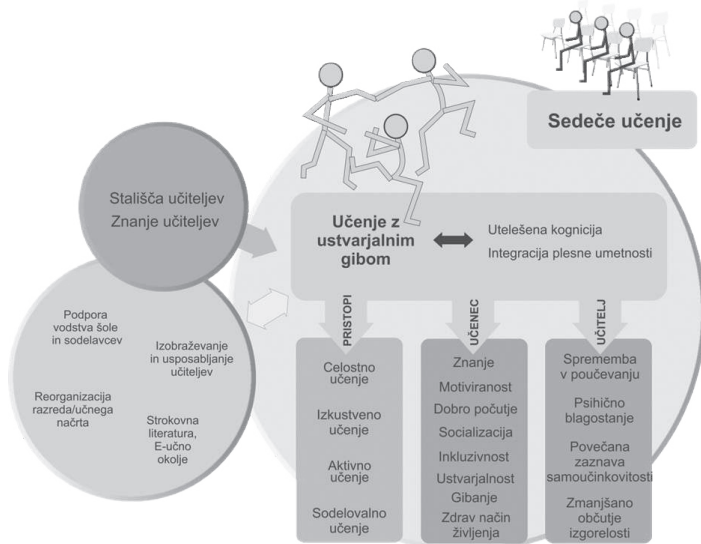 Sedeče učenje
Stališča učiteljev
Znanje učiteljev
Učenje z
ustvarjalnim
gibom
Utelešena kognicija
Integracija plesne umetnosti
Podpora
vodstva šole
in sodelavcev
Izobraževanje
in usposabljanje
učiteljev
Reorganizacija
razreda/učnega
načrta
Strokovna
literatura,
E-učno
okolje
PRISTOPI
Celostno
učenje
Izkustveno
učenje
Aktivno
učenje
Sodelovalno
učenje
UČENEC
Znanje
Motiviranost
Dobro počutje
Socializacija
Inkluzivnost
Ustvarjalnost
Gibanje
Zdrav način
življenja
UČITELJ
Sprememba
v poučevanju
Psihično
blagostanje
Povečana
zaznava
samoučinkovitosti
Zmanjšano
občutje
izgorelosti